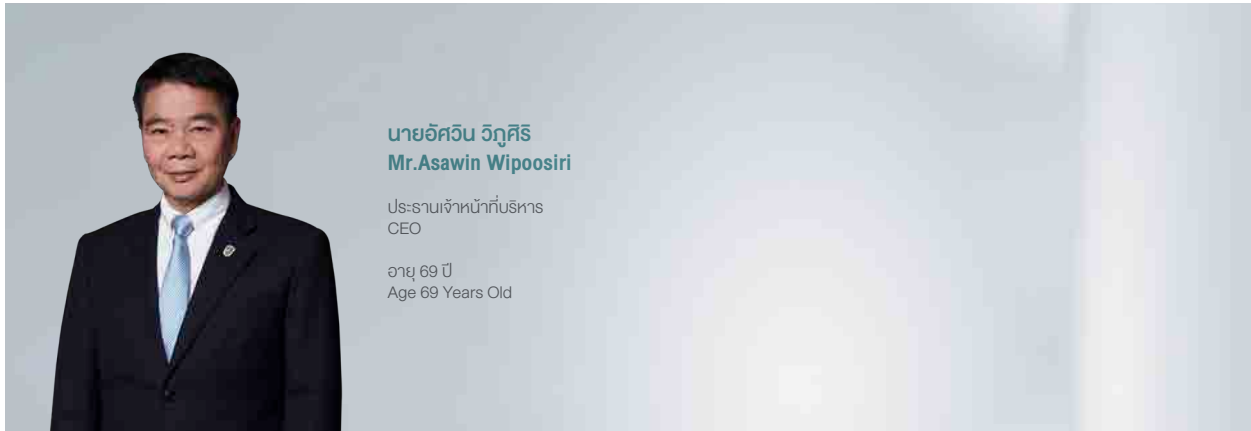 นายอัศวิน วิภูศิริ
Mr.Asawin Wipoosiri
ประธานเจ้าหน้าที่บริหาร
CEO
อายุ 69 ปี
Age 69 Years Old